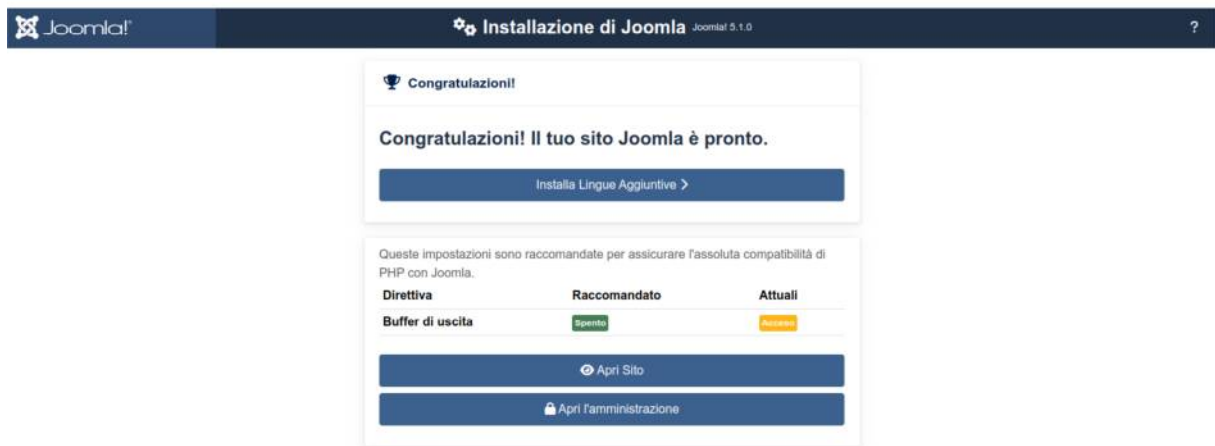 Joomla!
Installazione di Joomla Joomla! 5.1.0
?
Congratulazioni!
Congratulazioni! Il tuo sito Joomla è pronto.
Installa Lingue Aggiuntive
Queste impostazioni sono raccomandate per assicurare l'assoluta compatibilità di
PHP con Joomla.
Direttiva Raccomandato Attuali
Buffer di uscita Spento Acceso
Apri Sito
Apri l'amministrazione